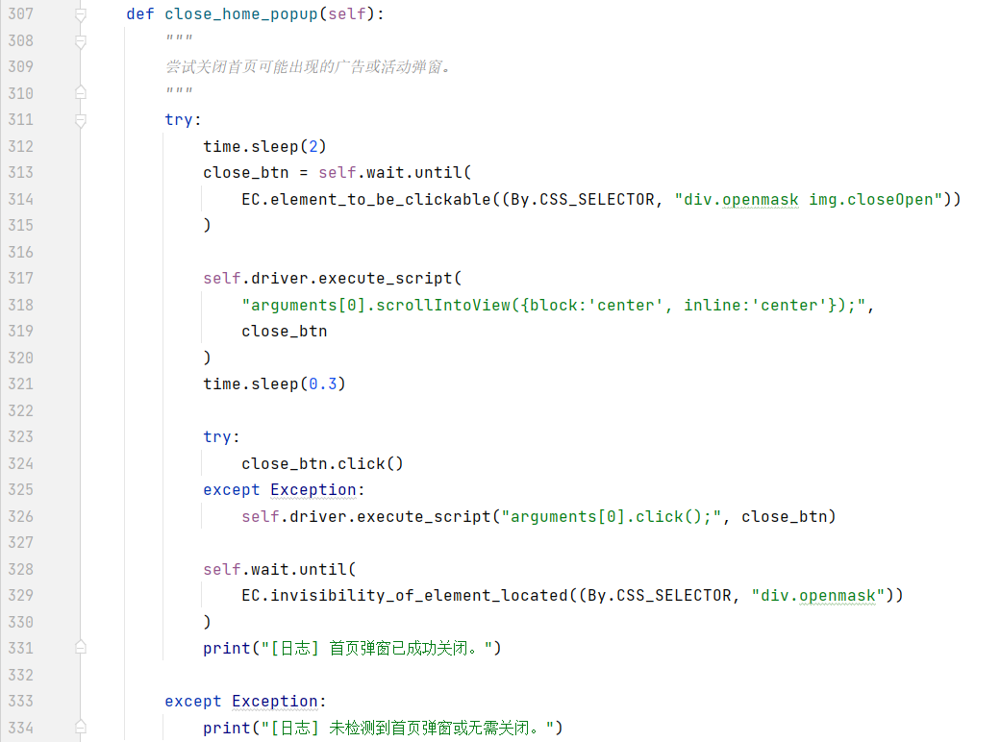 307 def close_home_popup(self):
308 """
309 尝试关闭首页可能出现的广告或活动弹窗。
310 """
311 try:
312 time.sleep(2)
313 close_btn = self.wait.until(
314 EC.element_to_be_clickable((By.CSS_SELECTOR, "div.openmask img.closeOpen"))
315 )
316
317 self.driver.execute_script(
318 "arguments[0].scrollIntoView({block:'center', inline:'center'});",
319 close_btn
320 )
321 time.sleep(0.3)
322
323 try:
324 close_btn.click()
325 except Exception:
326 self.driver.execute_script("arguments[0].click();", close_btn)
327
328 self.wait.until(
329 EC.invisibility_of_element_located((By.CSS_SELECTOR, "div.openmask"))
330 )
331 print("[日志] 首页弹窗已成功关闭。")
332
333 except Exception:
334 print("[日志] 未检测到首页弹窗或无需关闭。")